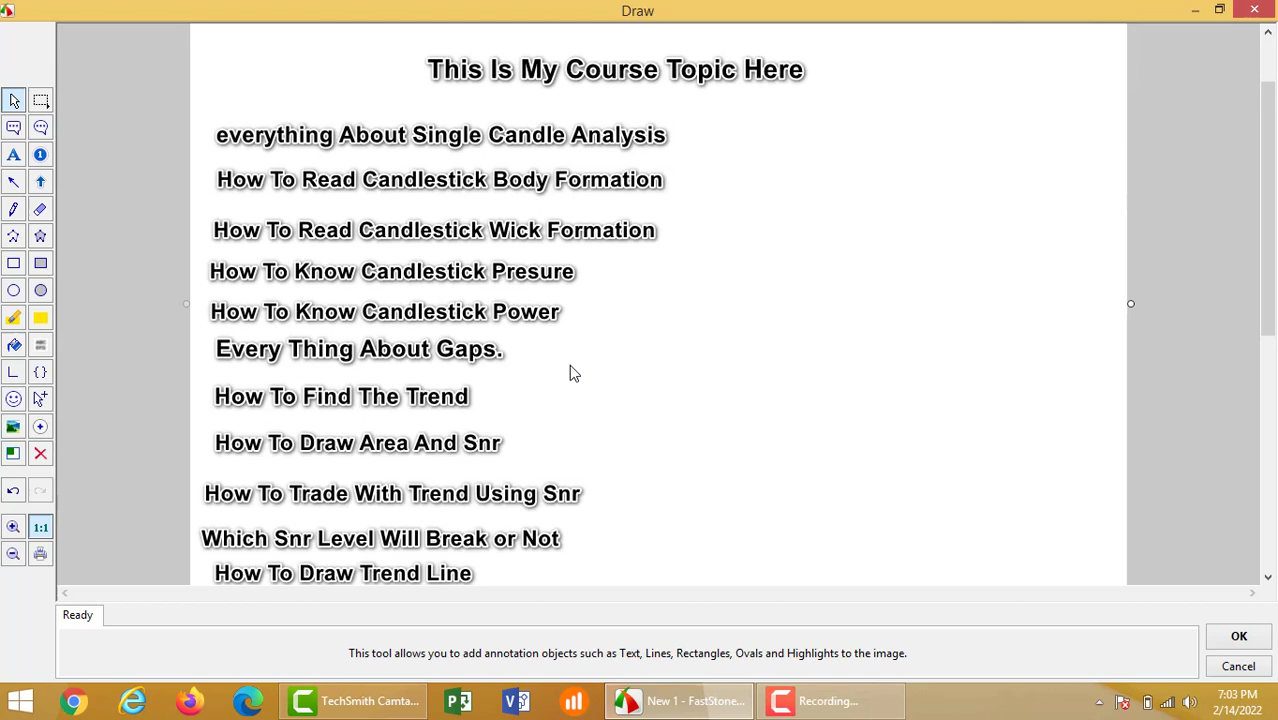 Draw
This Is My Course Topic Here
everything About Single Candle Analysis
How To Read Candlestick Body Formation
How To Read Candlestick Wick Formation
How To Know Candlestick Presure
How To Know Candlestick Power
Every Thing About Gaps.
How To Find The Trend
How To Draw Area And Snr
How To Trade With Trend Using Snr
Which Snr Level Will Break or Not
How To Draw Trend Line
A
1
1:1
Ready
This tool allows you to add annotation objects such as Text, Lines, Rectangles, Ovals and Highlights to the image.
OK
Cancel
TechSmith Camta...
New 1 - FastStone...
Recording...
7:03 PM
2/14/2022